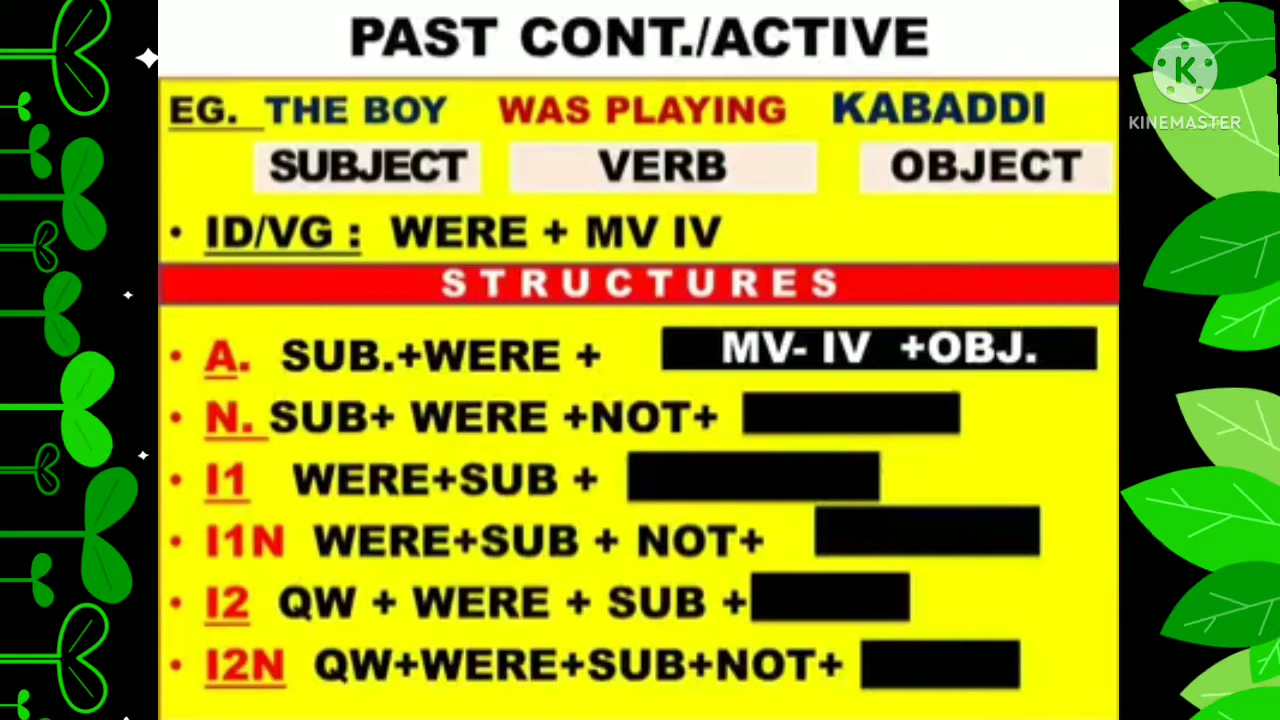 PAST CONT./ACTIVE
EG. THE BOY WAS PLAYING KABADDI
SUBJECT VERB OBJECT
• ID/VG : WERE + MV IV
STRUCTURES
• A. SUB.+WERE + MV- IV +OBJ.
• N. SUB+ WERE +NOT+
• I1 WERE+SUB +
• I1N WERE+SUB + NOT+
• I2 QW + WERE + SUB +
• I2N QW+WERE+SUB+NOT+
K
KINEMASTER